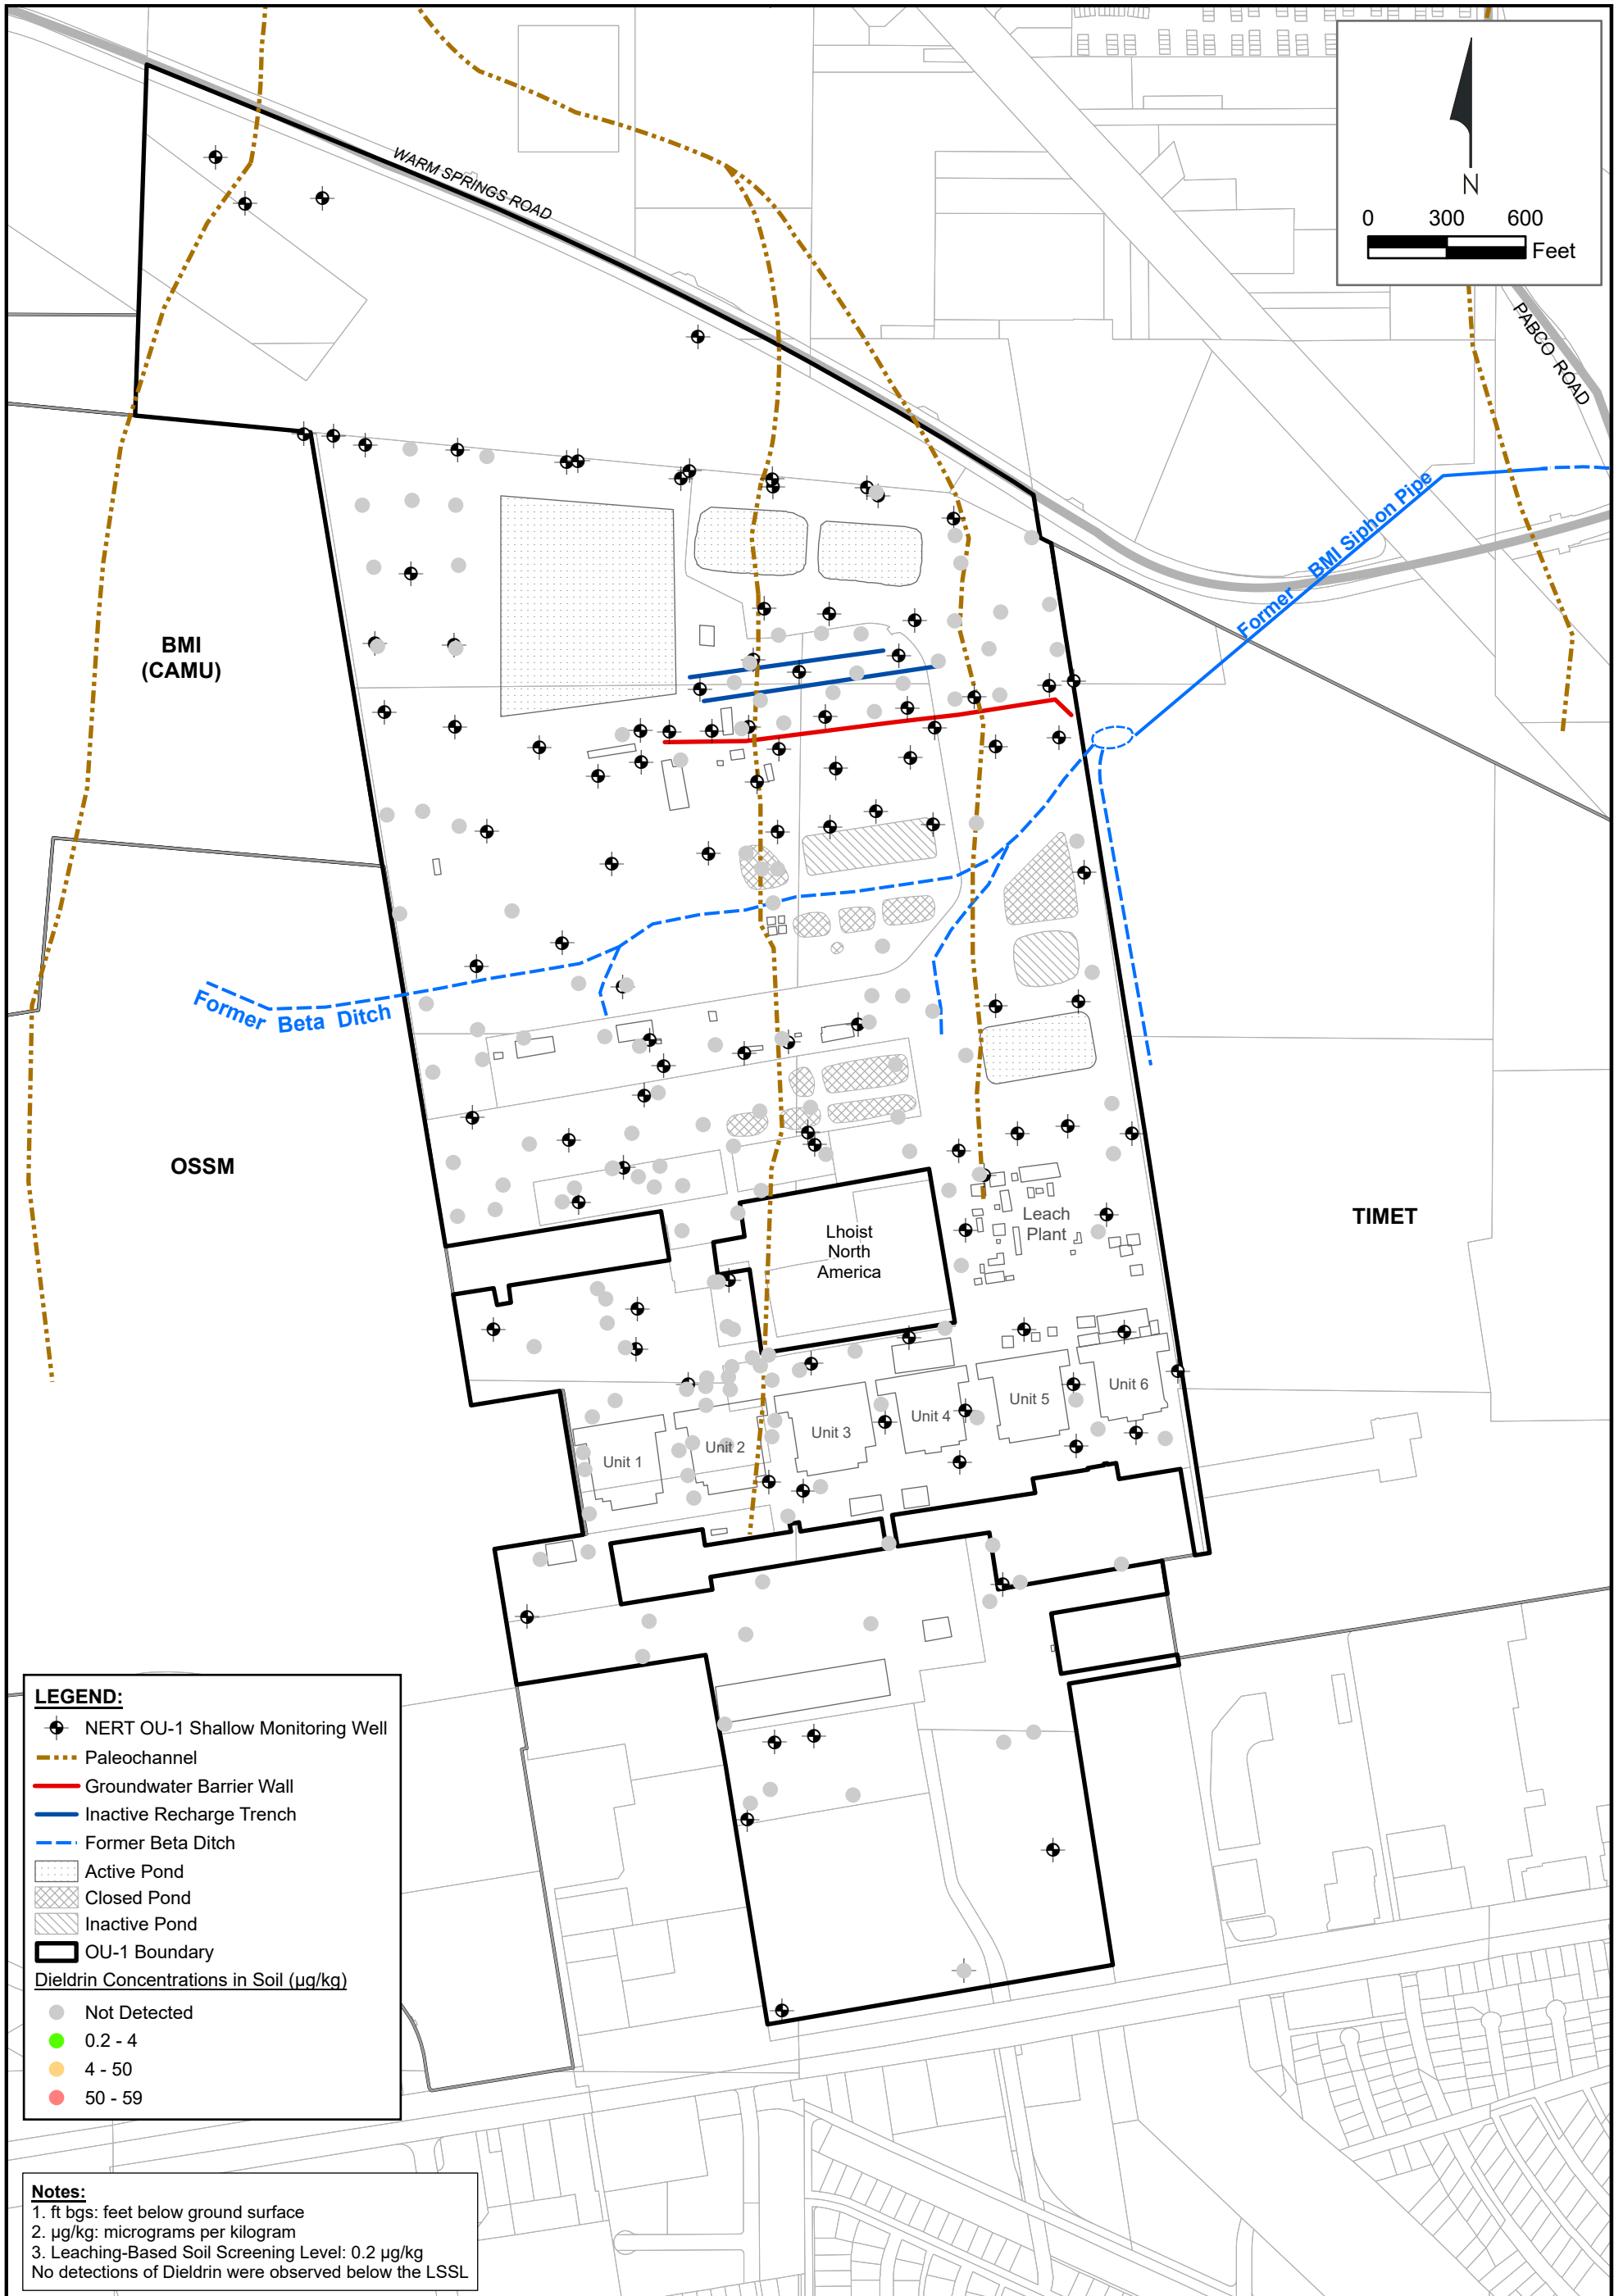 N
0 300 600
Feet
WARM SPRINGS ROAD
PABCO ROAD
Former BMI Siphon Pipe
BMI
(CAMU)
Former Beta Ditch
OSSM
TIMET
Lhoist
North
America
Leach
Plant
Unit 1
Unit 2
Unit 3
Unit 4
Unit 5
Unit 6
LEGEND:
NERT OU-1 Shallow Monitoring Well
Paleochannel
Groundwater Barrier Wall
Inactive Recharge Trench
Former Beta Ditch
Active Pond
Closed Pond
Inactive Pond
OU-1 Boundary
Dieldrin Concentrations in Soil (µg/kg)
Not Detected
0.2 - 4
4 - 50
50 - 59
Notes:
1. ft bgs: feet below ground surface
2. µg/kg: micrograms per kilogram
3. Leaching-Based Soil Screening Level: 0.2 µg/kg
No detections of Dieldrin were observed below the LSSL